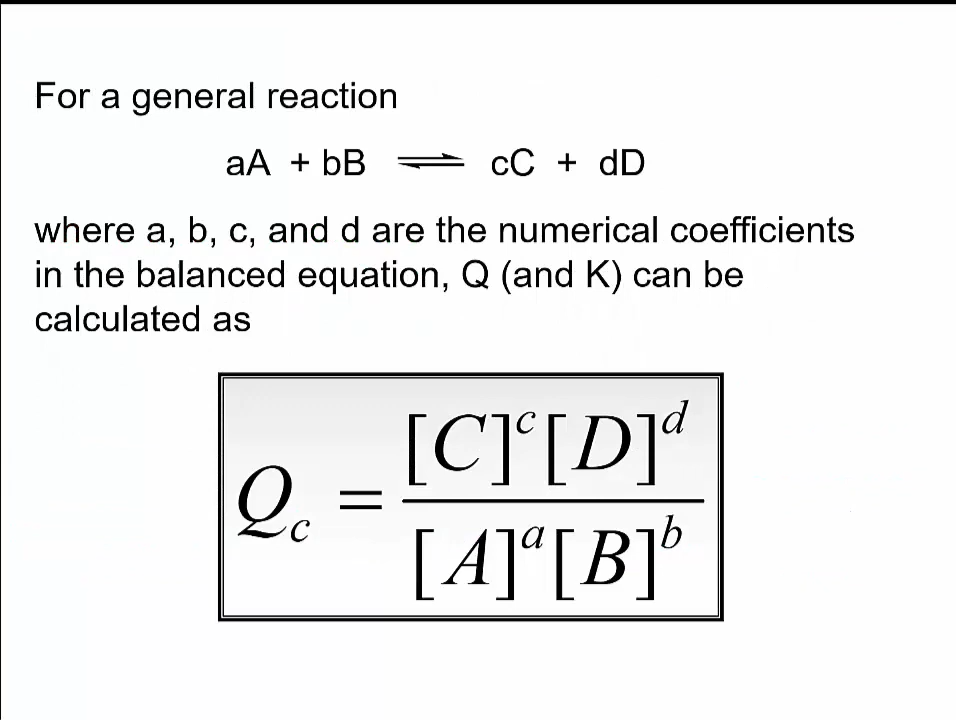 For a general reaction
aA + bB ⇌ cC + dD
where a, b, c, and d are the numerical coefficients
in the balanced equation, Q (and K) can be
calculated as
Q_c = \frac{[C]^c[D]^d}{[A]^a[B]^b}